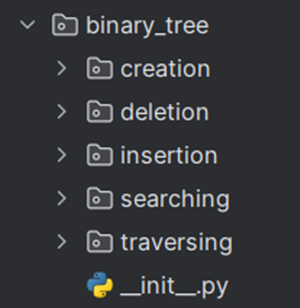 binary_tree
creation
deletion
insertion
searching
traversing
__init__.py